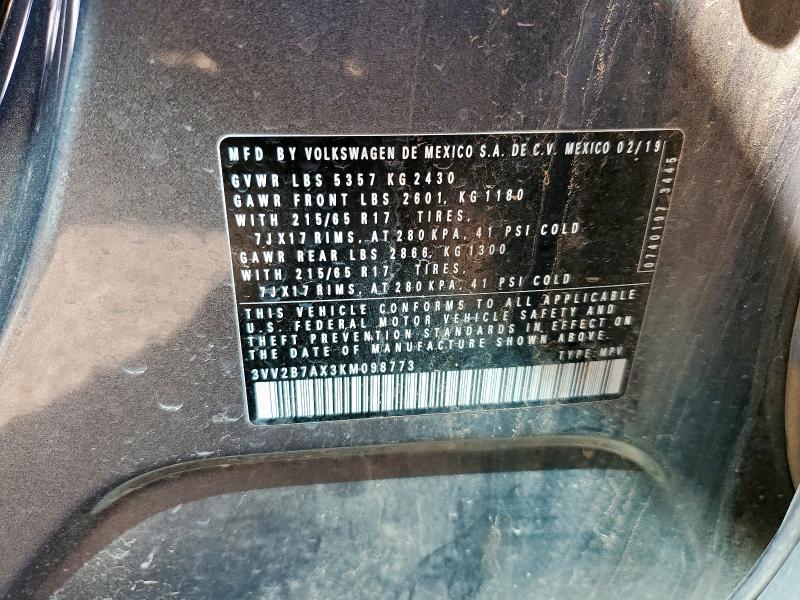 MFD BY VOLKSWAGEN DE MEXICO S.A. DE C.V. MEXICO 02/19
GVWR LBS 5357 KG 2430
GAWR FRONT LBS 2601, KG 1180
WITH 215/65 R17 TIRES,
7JX17 RIMS, AT 280 KPA, 41 PSI COLD
GAWR REAR LBS 2866, KG 1300
WITH 215/65 R17, TIRES,
7JX17 RIMS, AT 280 KPA, 41 PSI COLD
THIS VEHICLE CONFORMS TO ALL APPLICABLE
U.S. FEDERAL MOTOR VEHICLE SAFETY AND
THEFT PREVENTION STANDARDS IN EFFECT ON
THE DATE OF MANUFACTURE SHOWN ABOVE.
3VV2B7AX3KM098773 TYPE: MPV
0740197 3445